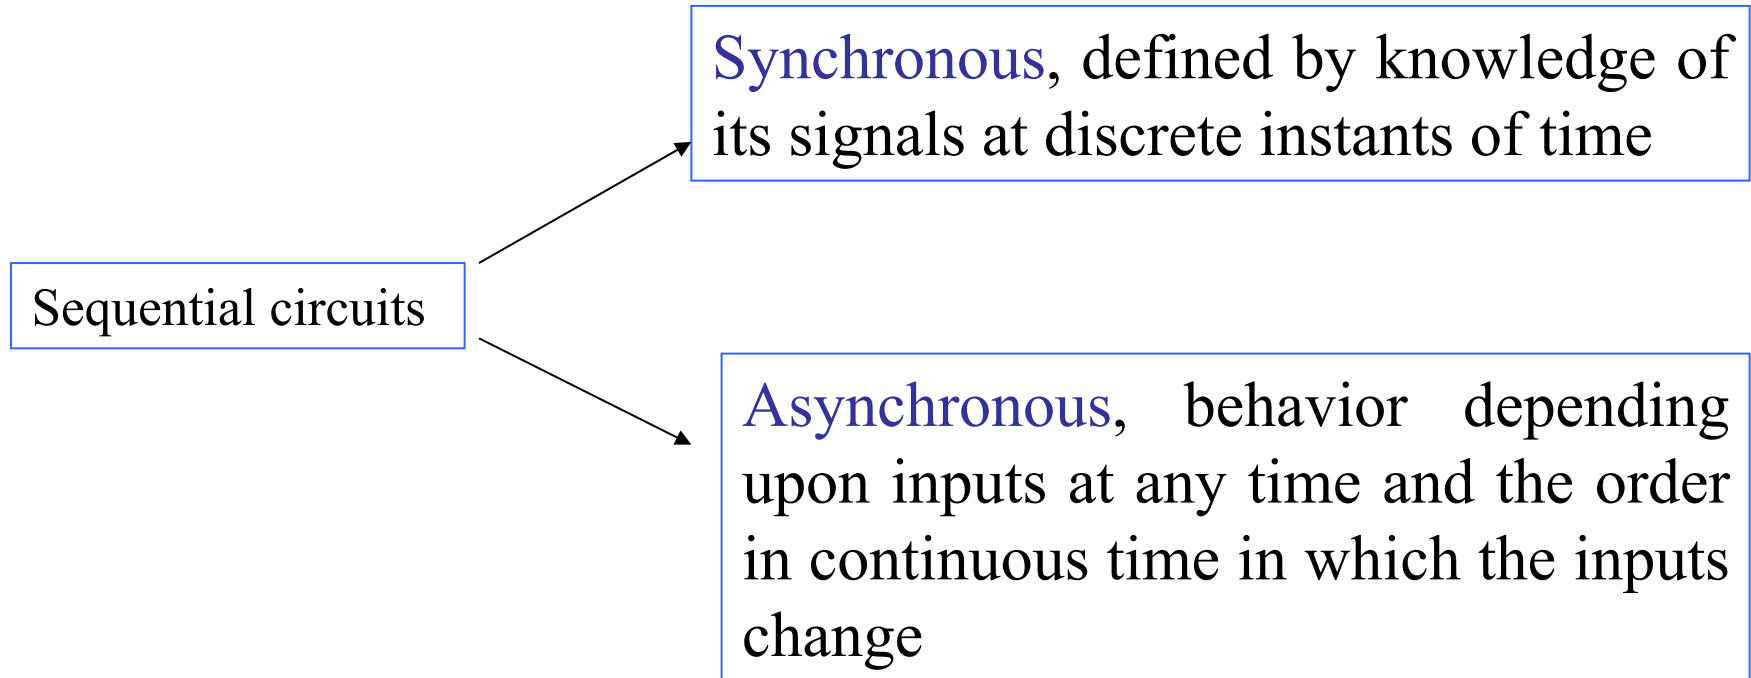 Synchronous, defined by knowledge of
its signals at discrete instants of time
Sequential circuits
Asynchronous, behavior depending
upon inputs at any time and the order
in continuous time in which the inputs
change